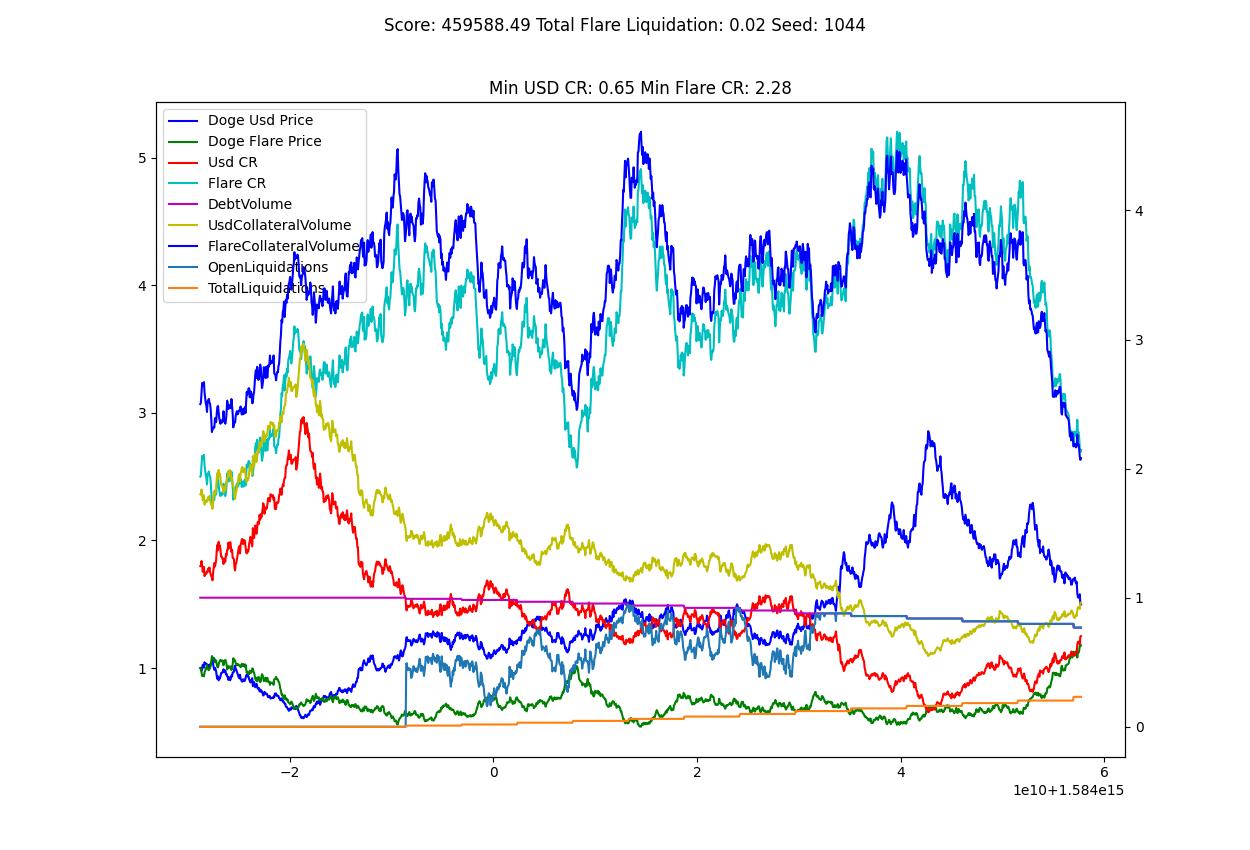 Score: 459588.49 Total Flare Liquidation: 0.02 Seed: 1044
Min USD CR: 0.65 Min Flare CR: 2.28
Doge Usd Price
Doge Flare Price
Usd CR
Flare CR
DebtVolume
UsdCollateralVolume
FlareCollateralVolume
OpenLiquidations
TotalLiquidations
5
4
3
2
1
4
3
2
1
0
−2
0
2
4
6
1e10+1.584e15